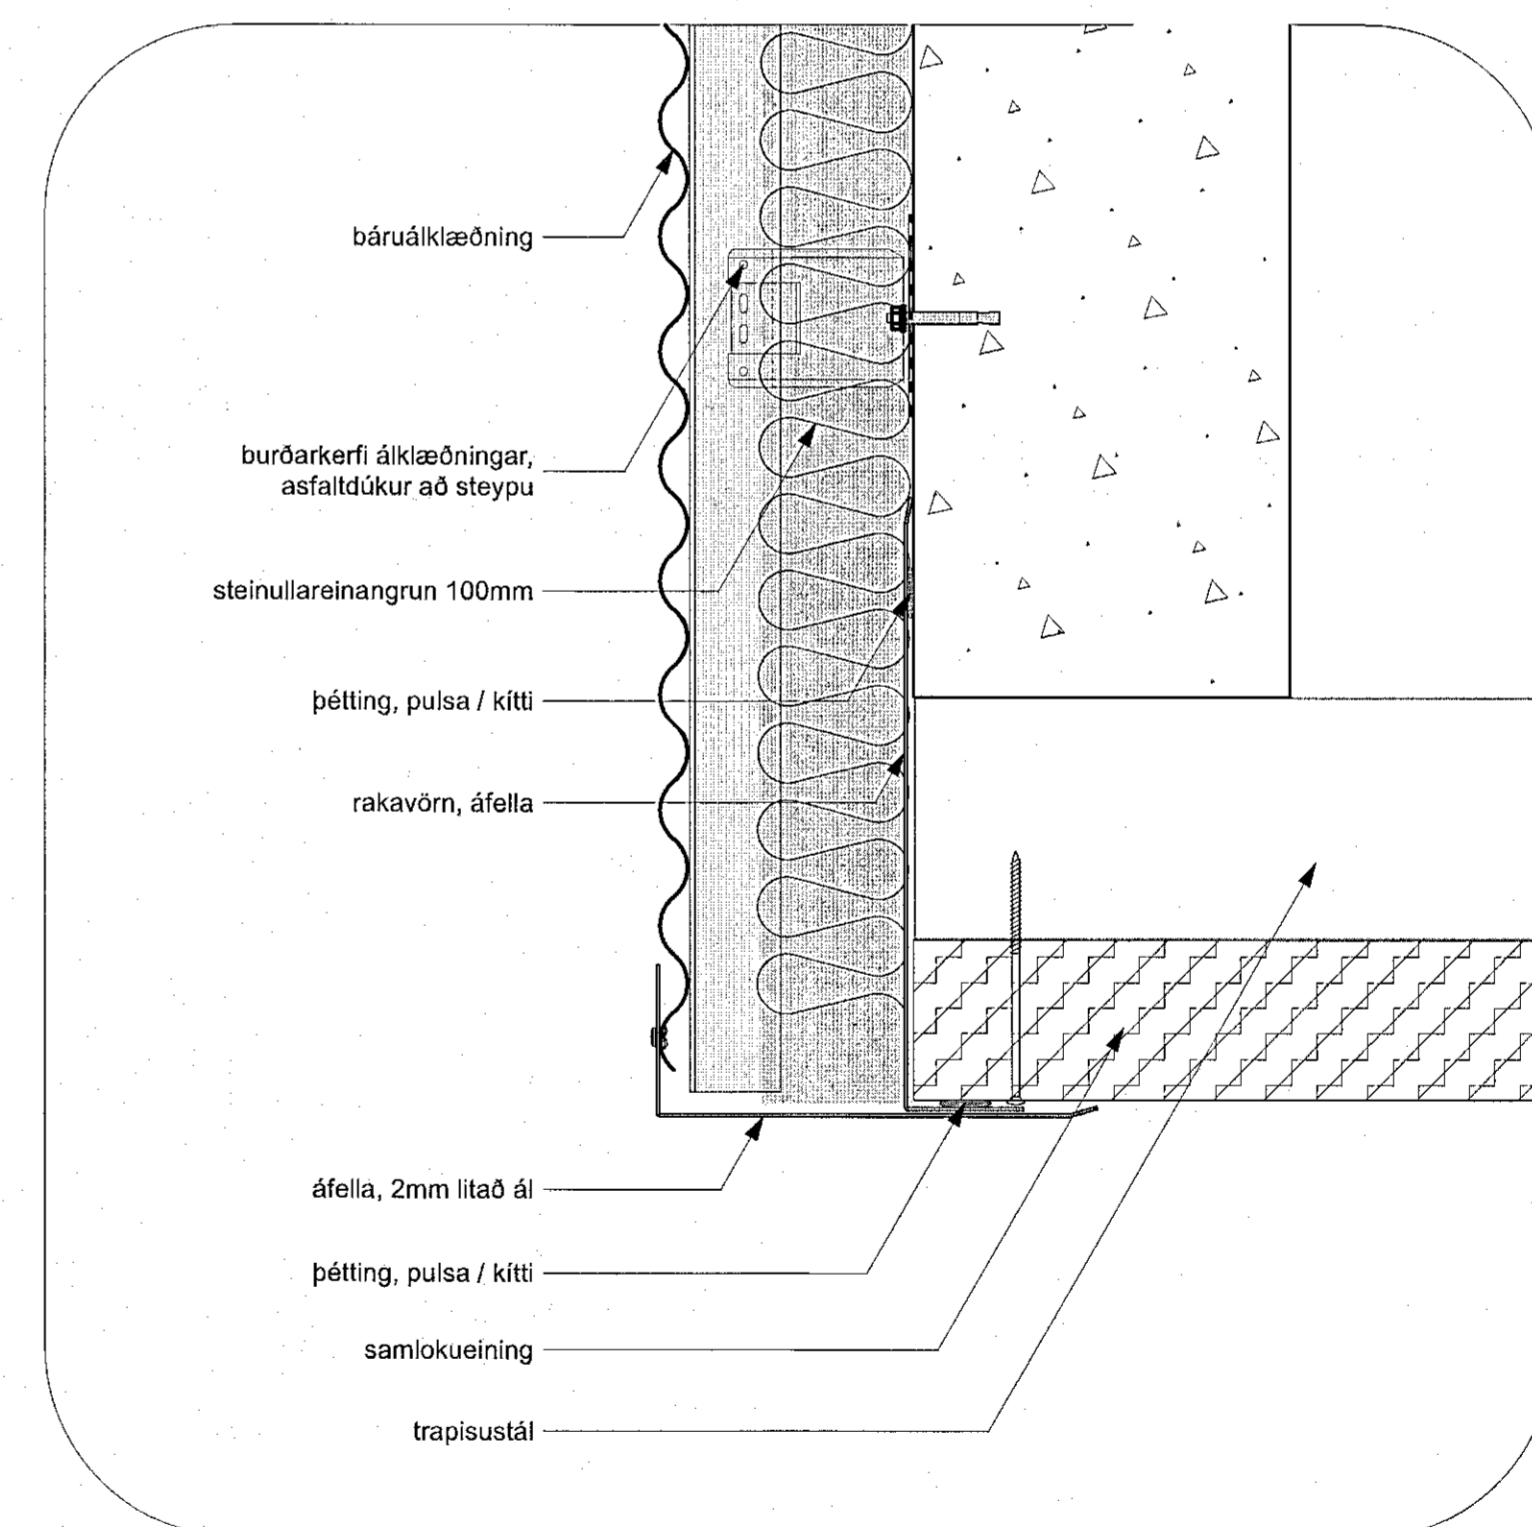 báruálklæðning
burðarkerfi álklæðningar,
asfaltdúkur að steypu
steinullareinangrun 100mm
þétting, pulsa / kítti
rakavörn, áfella
áfella, 2mm litað ál
þétting, pulsa / kítti
samlokueining
trapisustál